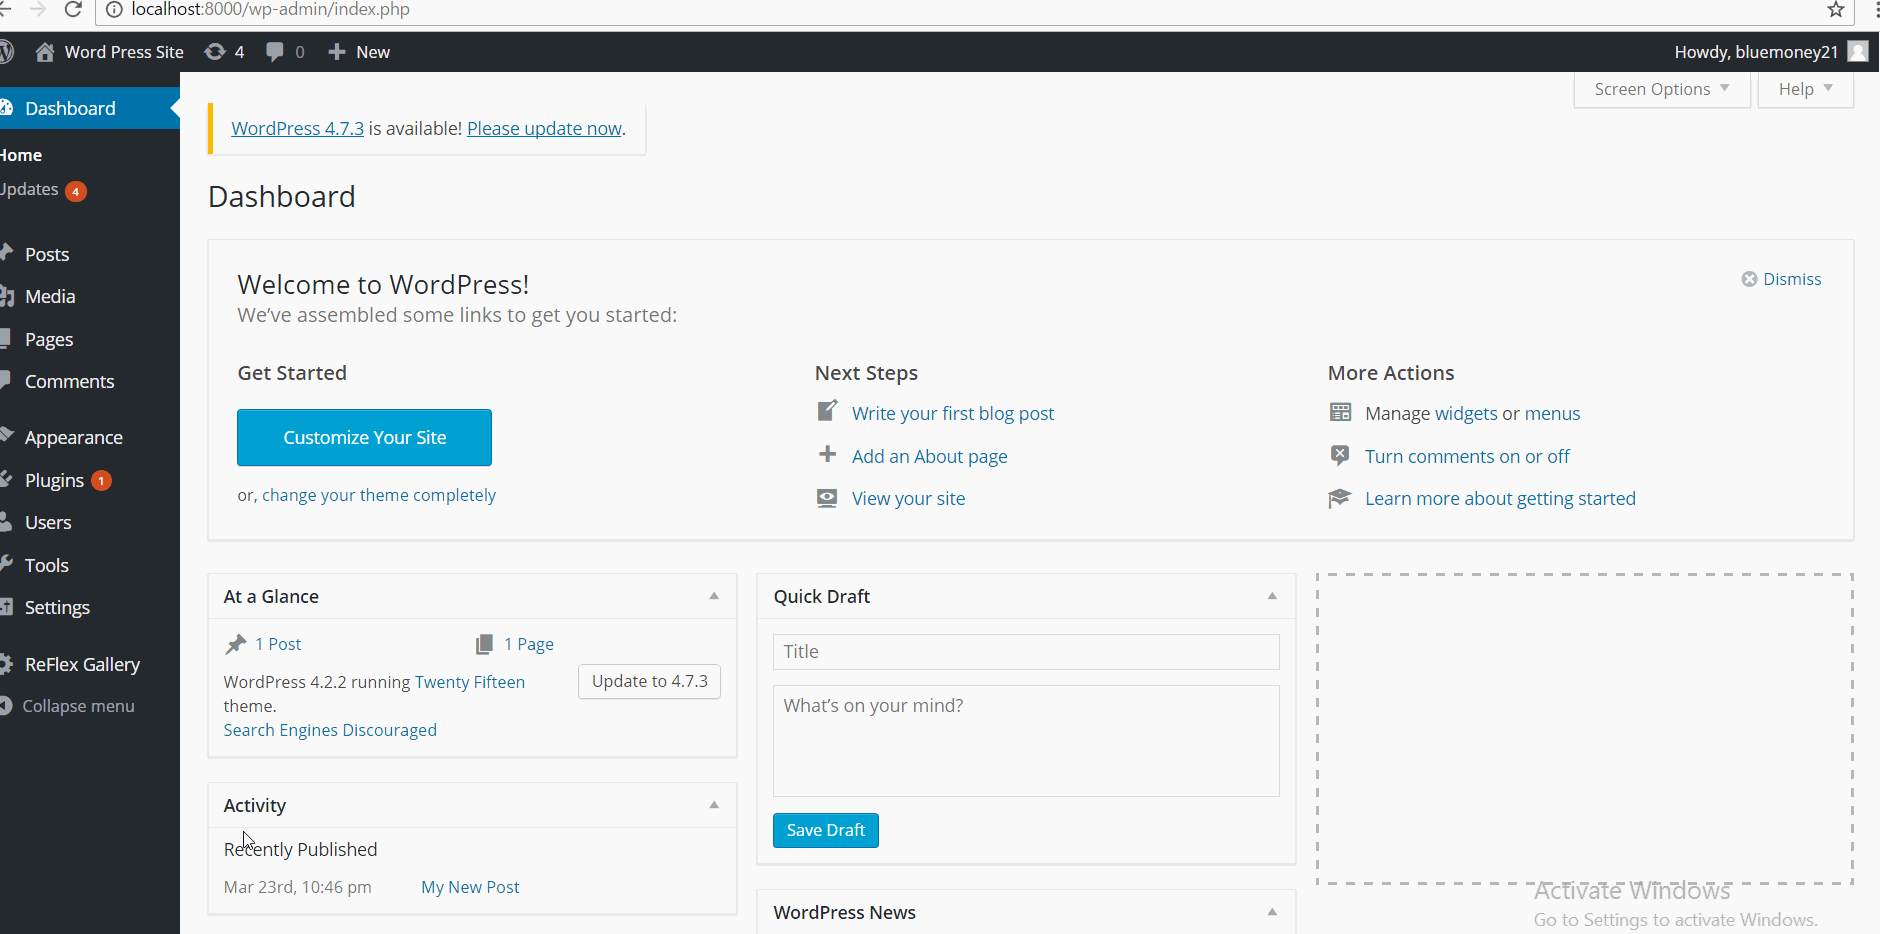 localhost:8000/wp-admin/index.php
Word Press Site 4 0 New Howdy, bluemoney21
Dashboard
Home
Updates 4
Posts
Media
Pages
Comments
Appearance
Plugins 1
Users
Tools
Settings
ReFlex Gallery
Collapse menu
Screen Options Help
WordPress 4.7.3 is available! Please update now.
Dashboard
Welcome to WordPress!
Dismiss
We've assembled some links to get you started:
Get Started
Customize Your Site
or, change your theme completely
Next Steps
Write your first blog post
Add an About page
View your site
More Actions
Manage widgets or menus
Turn comments on or off
Learn more about getting started
At a Glance
1 Post 1 Page
WordPress 4.2.2 running Twenty Fifteen
theme.
Update to 4.7.3
Search Engines Discouraged
Activity
Recently Published
Mar 23rd, 10:46 pm My New Post
Quick Draft
Title
What's on your mind?
Save Draft
WordPress News
Activate Windows
Go to Settings to activate Windows.